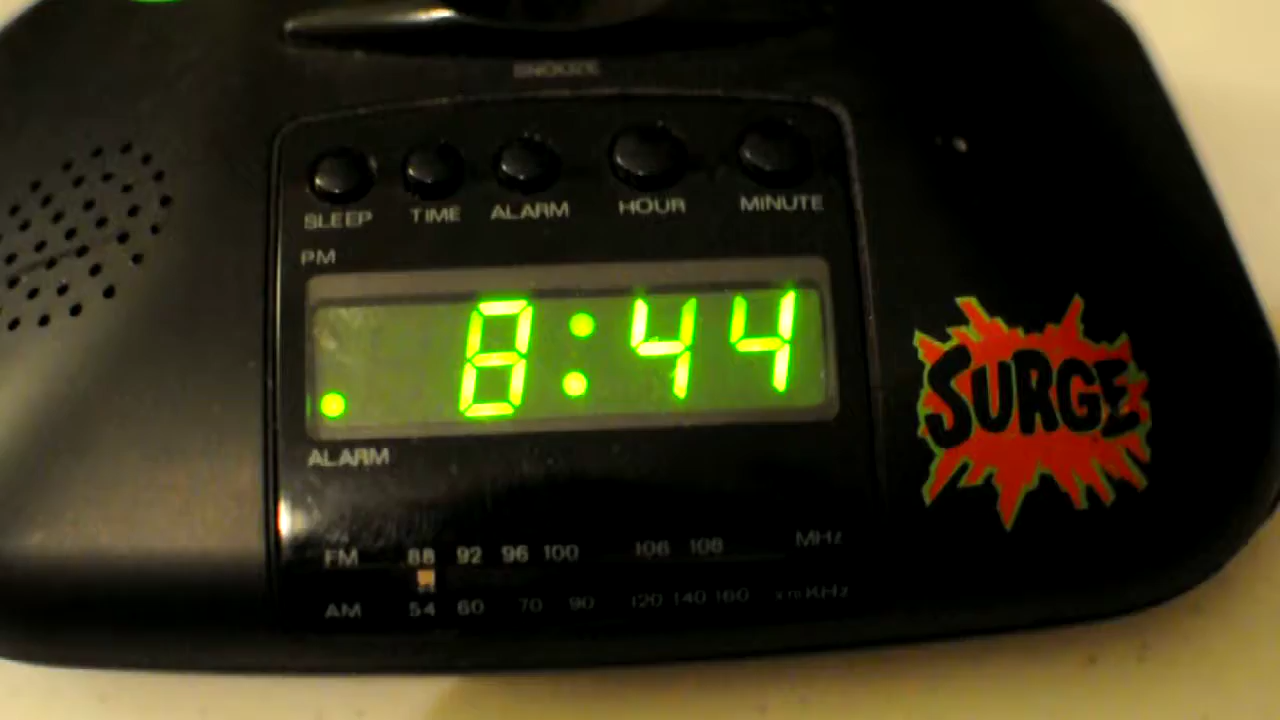 SNOOZE
SLEEP TIME ALARM HOUR MINUTE
PM
8:44
ALARM
SURGE
FM 88 92 96 100 106 108 MHz
AM 54 60 70 90 120 140 160 KHz